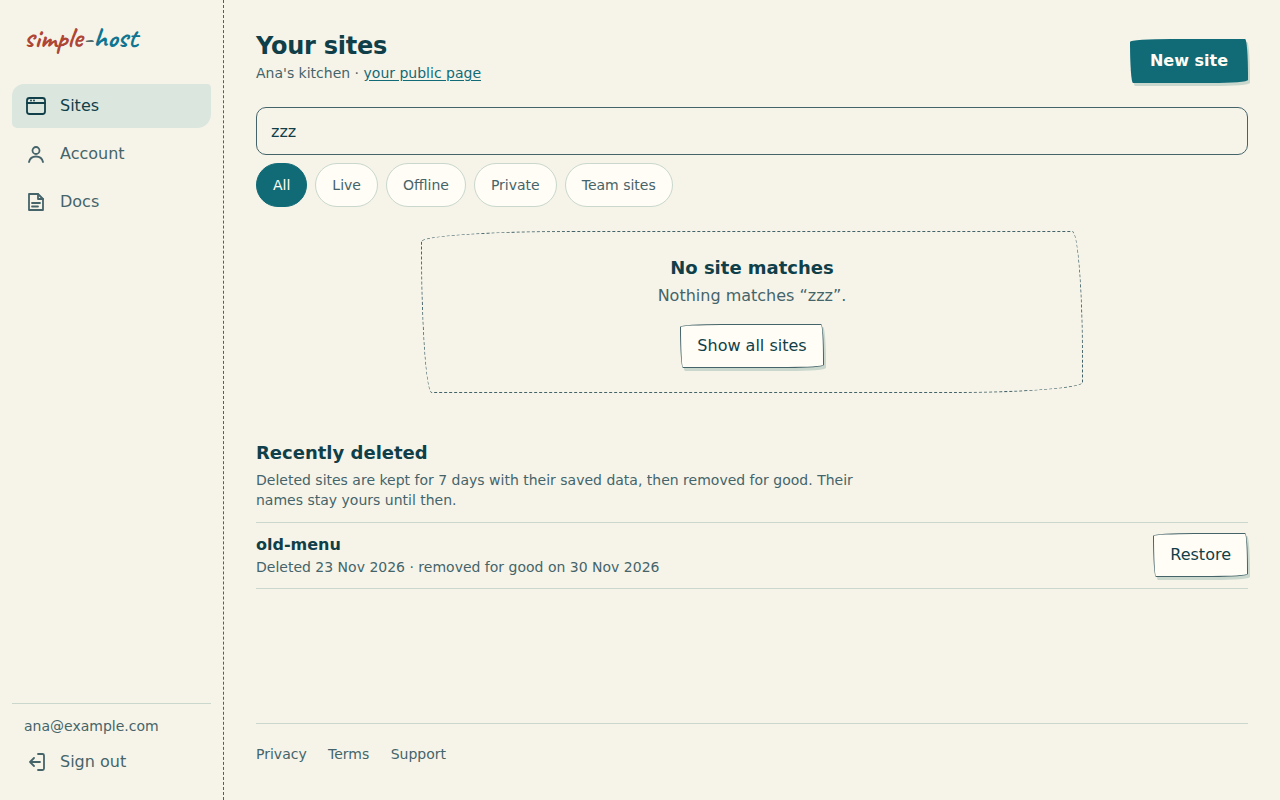 simple-host
Sites
Account
Docs
ana@example.com
Sign out
Your sites
Ana's kitchen · your public page
New site
zzz
All
Live
Offline
Private
Team sites
No site matches
Nothing matches “zzz”.
Show all sites
Recently deleted
Deleted sites are kept for 7 days with their saved data, then removed for good. Their
names stay yours until then.
old-menu
Deleted 23 Nov 2026 · removed for good on 30 Nov 2026
Restore
Privacy
Terms
Support